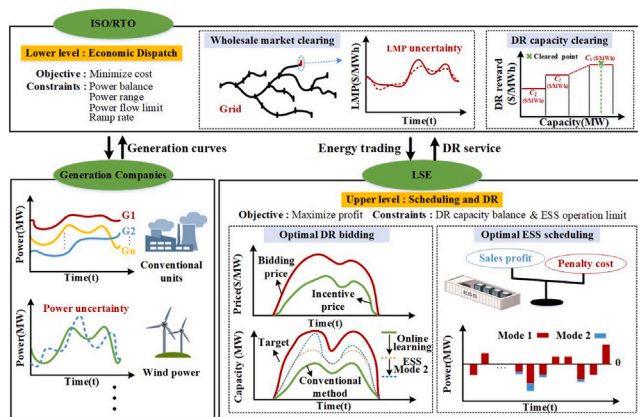 ISO/RTO
Lower level : Economic Dispatch
Objective : Minimize cost
Constraints : Power balance
Power range
Power flow limit
Ramp rate
Wholesale market clearing
Grid
LMP uncertainty
LMP($/MWh)
Time(t)
DR capacity clearing
Cleared point
DR reward
($/MWh)
($/MWh)
($/MWh)
($/MWh)
Capacity(MW)
Generation curves
Energy trading
DR service
Generation Companies
Power(MW)
G1
G2
Gn
Time(t)
Conventional
units
Power uncertainty
Power(MW)
Time(t)
Wind power
LSE
Upper level : Scheduling and DR
Objective : Maximize profit Constraints : DR capacity balance & ESS operation limit
Optimal DR bidding
Price($/MW)
Bidding
price
Incentive
price
Time(t)
Capacity (MW)
Target
Conventional
method
Online
learning
ESS
Mode 2
Time(t)
Optimal ESS scheduling
Sales profit
Penalty cost
Mode 1
Mode 2
Power(MW)
0
...
Time(t)